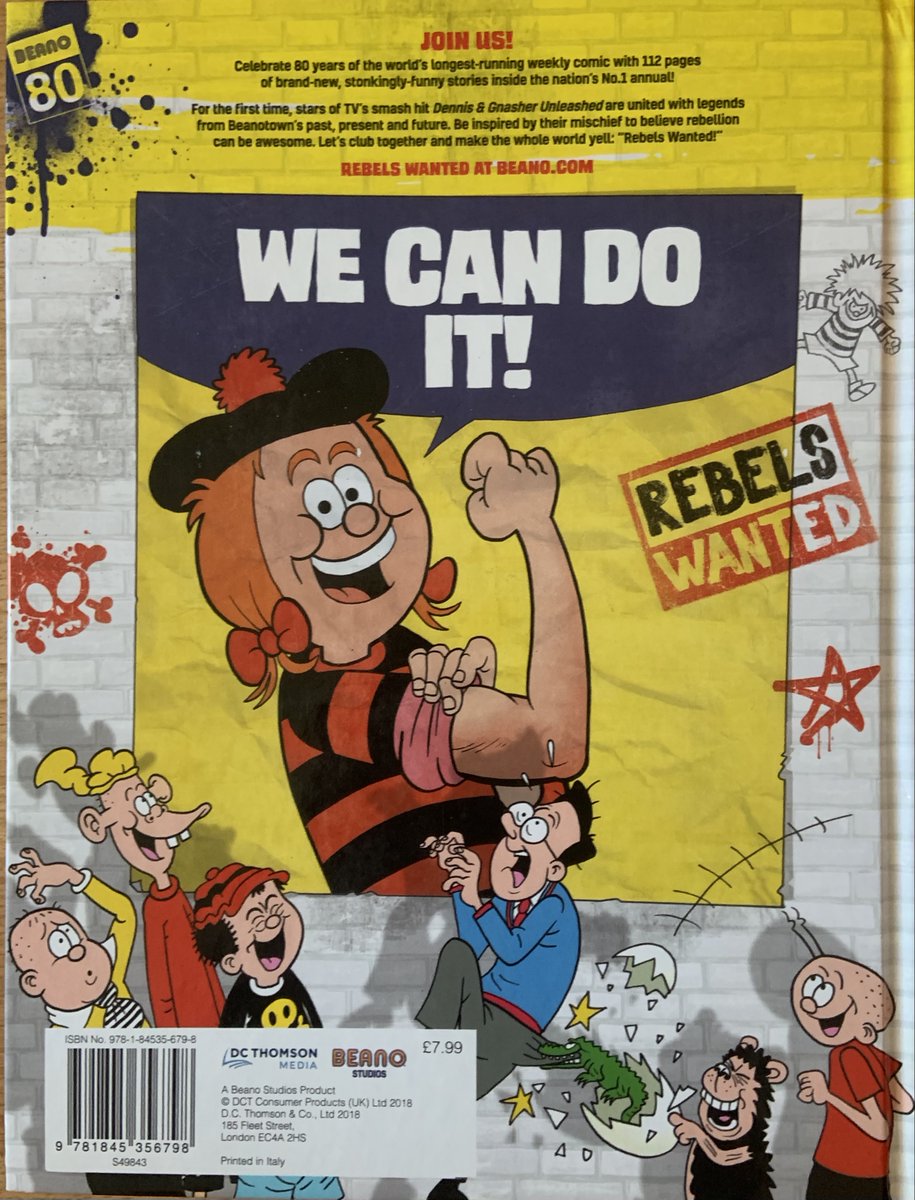 BEANO
80
JOIN US!
Celebrate 80 years of the world's longest-running weekly comic with 112 pages
of brand-new, stonkingly-funny stories inside the nation's No.1 annual!
For the first time, stars of TV's smash hit Dennis & Gnasher Unleashed are united with legends
from Beanotown's past, present and future. Be inspired by their mischief to believe rebellion
can be awesome. Let's club together and make the whole world yell: "Rebels Wanted!"
REBELS WANTED AT BEANO.COM
WE CAN DO
IT!
REBELS
WANTED
ISBN No. 978-1-84535-679-8
9 781845 356798
S49843
DC THOMSON
MEDIA
BEANO
STUDIOS
£7.99
A Beano Studios Product
© DCT Consumer Products (UK) Ltd 2018
D.C. Thomson & Co., Ltd 2018
185 Fleet Street,
London EC4A 2HS
Printed in Italy